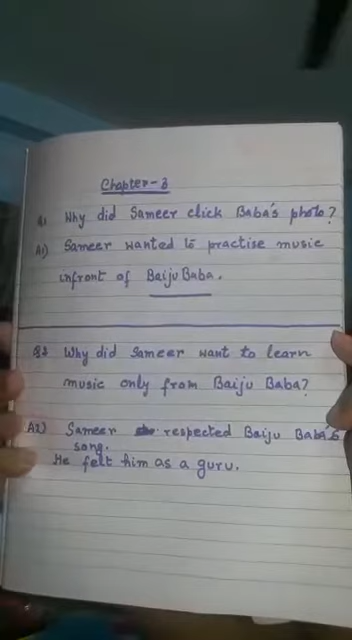 Chapter-3
Q1 Why did Sameer click Baba's photo?
A1) Sameer wanted to practise music
infront of Baiju Baba.
Q2 Why did Sameer want to learn
music only from Baiju Baba?
A2) Sameer respected Baiju Baba's
song.
He felt him as a guru.